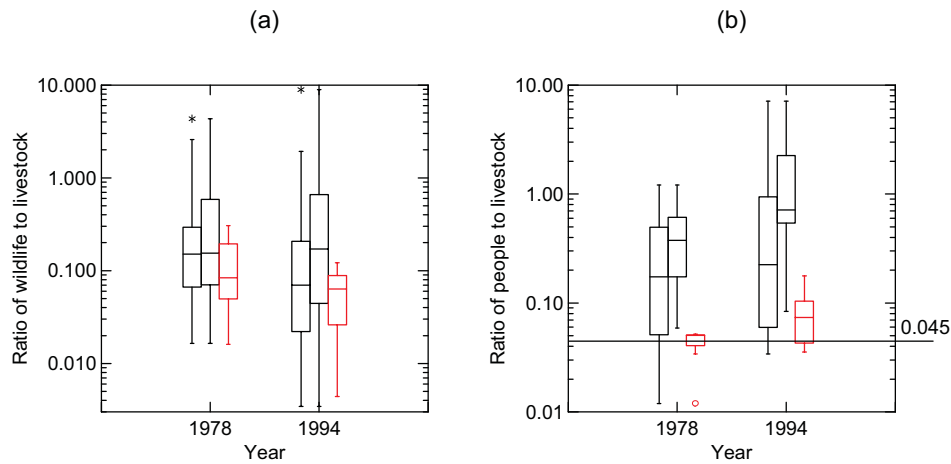 (a)
Ratio of wildlife to livestock
10.000
1.000
0.100
0.010
1978
1994
Year
(b)
Ratio of people to livestock
10.00
1.00
0.10
0.01
0.045
1978
1994
Year